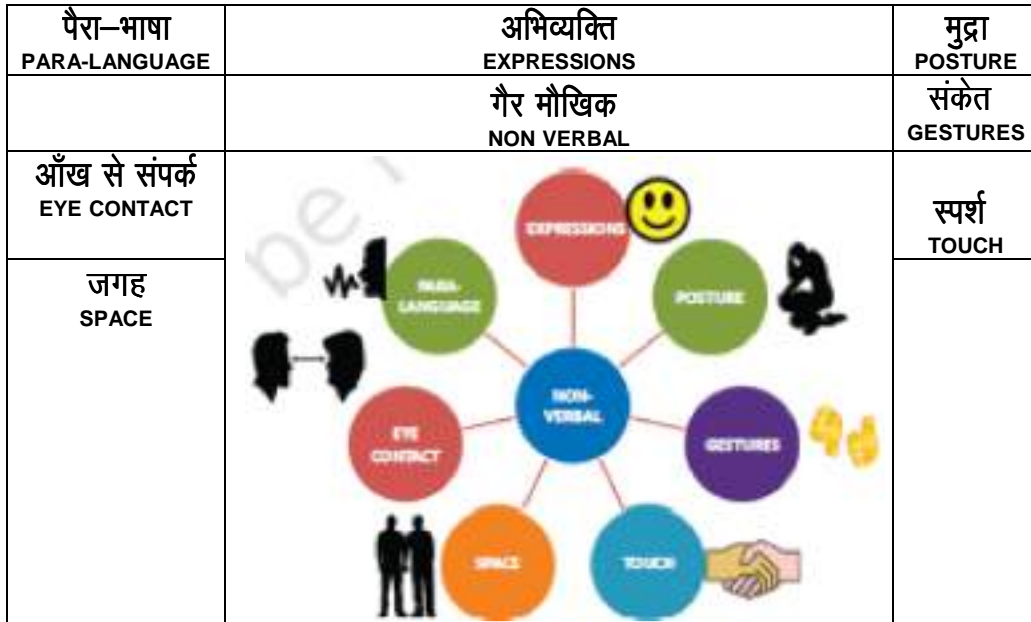 पैरा–भाषा
PARA-LANGUAGE
अभिव्यक्ति
EXPRESSIONS
मुद्रा
POSTURE
गैर मौखिक
NON VERBAL
संकेत
GESTURES
आँख से संपर्क
EYE CONTACT
स्पर्श
TOUCH
जगह
SPACE
be
EXPRESSIONS
PARA-
LANGUAGE
POSTURE
NON-
VERBAL
EYE
CONTACT
GESTURES
SPACE
TOUCH